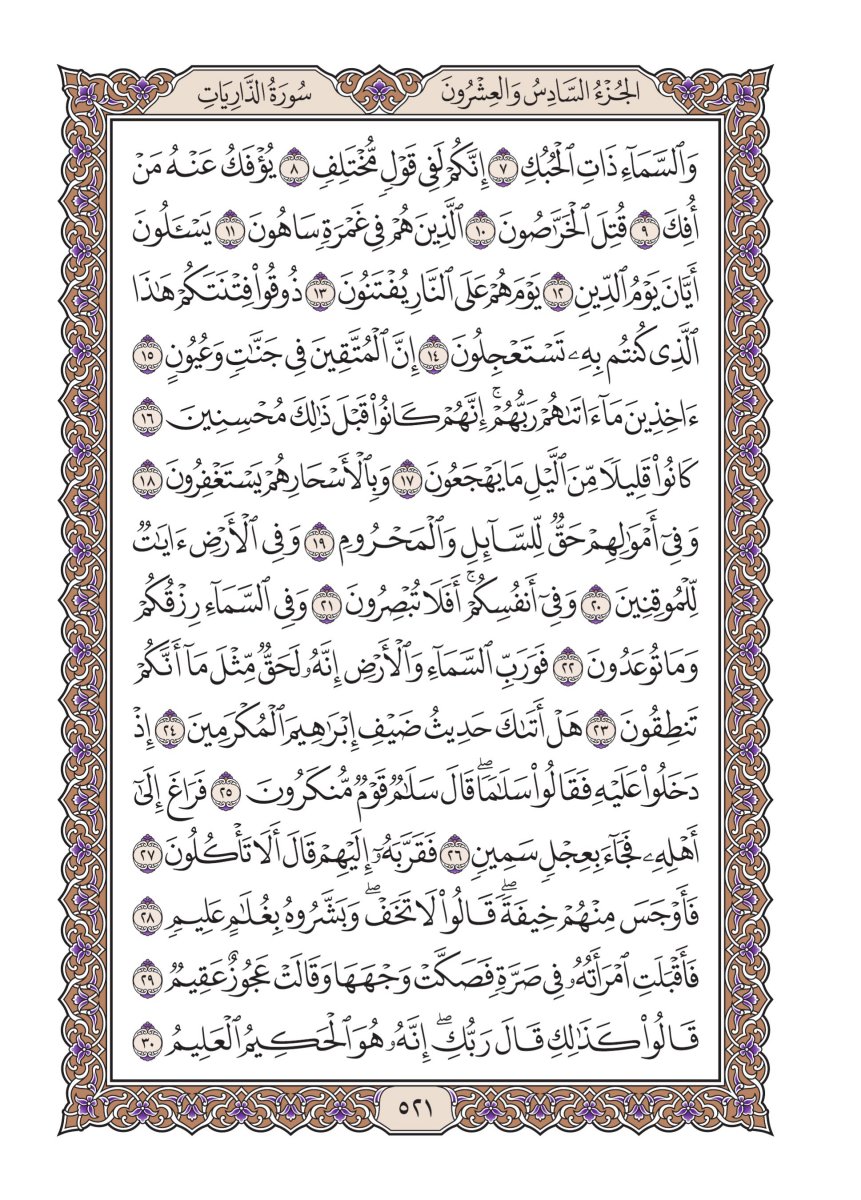 الجُزْءُ السَّادِسُ وَالعِشْرُونَ
سُورَةُ الذَّارِيَاتِ
وَٱلسَّمَآءِ ذَاتِ ٱلْحُبُكِ ٧ إِنَّكُمْ لَفِى قَوْلٍ مُّخْتَلِفٍ ٨ يُؤْفَكُ عَنْهُ مَنْ
أُفِكَ ٩ قُتِلَ ٱلْخَرَّٰصُونَ ١٠ ٱلَّذِينَ هُمْ فِى غَمْرَةٍ سَاهُونَ ١١ يَسْـَٔلُونَ
أَيَّانَ يَوْمُ ٱلدِّينِ ١٢ يَوْمَ هُمْ عَلَى ٱلنَّارِ يُفْتَنُونَ ١٣ ذُوقُوا۟ فِتْنَتَكُمْ هَٰذَا
ٱلَّذِى كُنتُم بِهِۦ تَسْتَعْجِلُونَ ١٤ إِنَّ ٱلْمُتَّقِينَ فِى جَنَّٰتٍ وَعُيُونٍ ١٥
ءَاخِذِينَ مَآ ءَاتَىٰهُمْ رَبُّهُمْ ۚ إِنَّهُمْ كَانُوا۟ قَبْلَ ذَٰلِكَ مُحْسِنِينَ ١٦
كَانُوا۟ قَلِيلًا مِّنَ ٱلَّيْلِ مَا يَهْجَعُونَ ١٧ وَبِٱلْأَسْحَارِ هُمْ يَسْتَغْفِرُونَ ١٨
وَفِىٓ أَمْوَٰلِهِمْ حَقٌّ لِّلسَّآئِلِ وَٱلْمَحْرُومِ ١٩ وَفِى ٱلْأَرْضِ ءَايَٰتٌ
لِّلْمُوقِنِينَ ٢٠ وَفِىٓ أَنفُسِكُمْ ۚ أَفَلَا تُبْصِرُونَ ٢١ وَفِى ٱلسَّمَآءِ رِزْقُكُمْ
وَمَا تُوعَدُونَ ٢٢ فَوَرَبِّ ٱلسَّمَآءِ وَٱلْأَرْضِ إِنَّهُۥ لَحَقٌّ مِّثْلَ مَآ أَنَّكُمْ
تَنطِقُونَ ٢٣ هَلْ أَتَىٰكَ حَدِيثُ ضَيْفِ إِبْرَٰهِيمَ ٱلْمُكْرَمِينَ ٢٤ إِذْ
دَخَلُوا۟ عَلَيْهِ فَقَالُوا۟ سَلَٰمًا ۖ قَالَ سَلَٰمٌ قَوْمٌ مُّنكَرُونَ ٢٥ فَرَاغَ إِلَىٰٓ
أَهْلِهِۦ فَجَآءَ بِعِجْلٍ سَمِينٍ ٢٦ فَقَرَّبَهُۥٓ إِلَيْهِمْ قَالَ أَلَا تَأْكُلُونَ ٢٧
فَأَوْجَسَ مِنْهُمْ خِيفَةً ۖ قَالُوا۟ لَا تَخَفْ ۖ وَبَشَّرُوهُ بِغُلَٰمٍ عَلِيمٍ ٢٨
فَأَقْبَلَتِ ٱمْرَأَتُهُۥ فِى صَرَّةٍ فَصَكَّتْ وَجْهَهَا وَقَالَتْ عَجُوزٌ عَقِيمٌ ٢٩
قَالُوا۟ كَذَٰلِكِ قَالَ رَبُّكِ ۖ إِنَّهُۥ هُوَ ٱلْحَكِيمُ ٱلْعَلِيمُ ٣٠
٥٢١